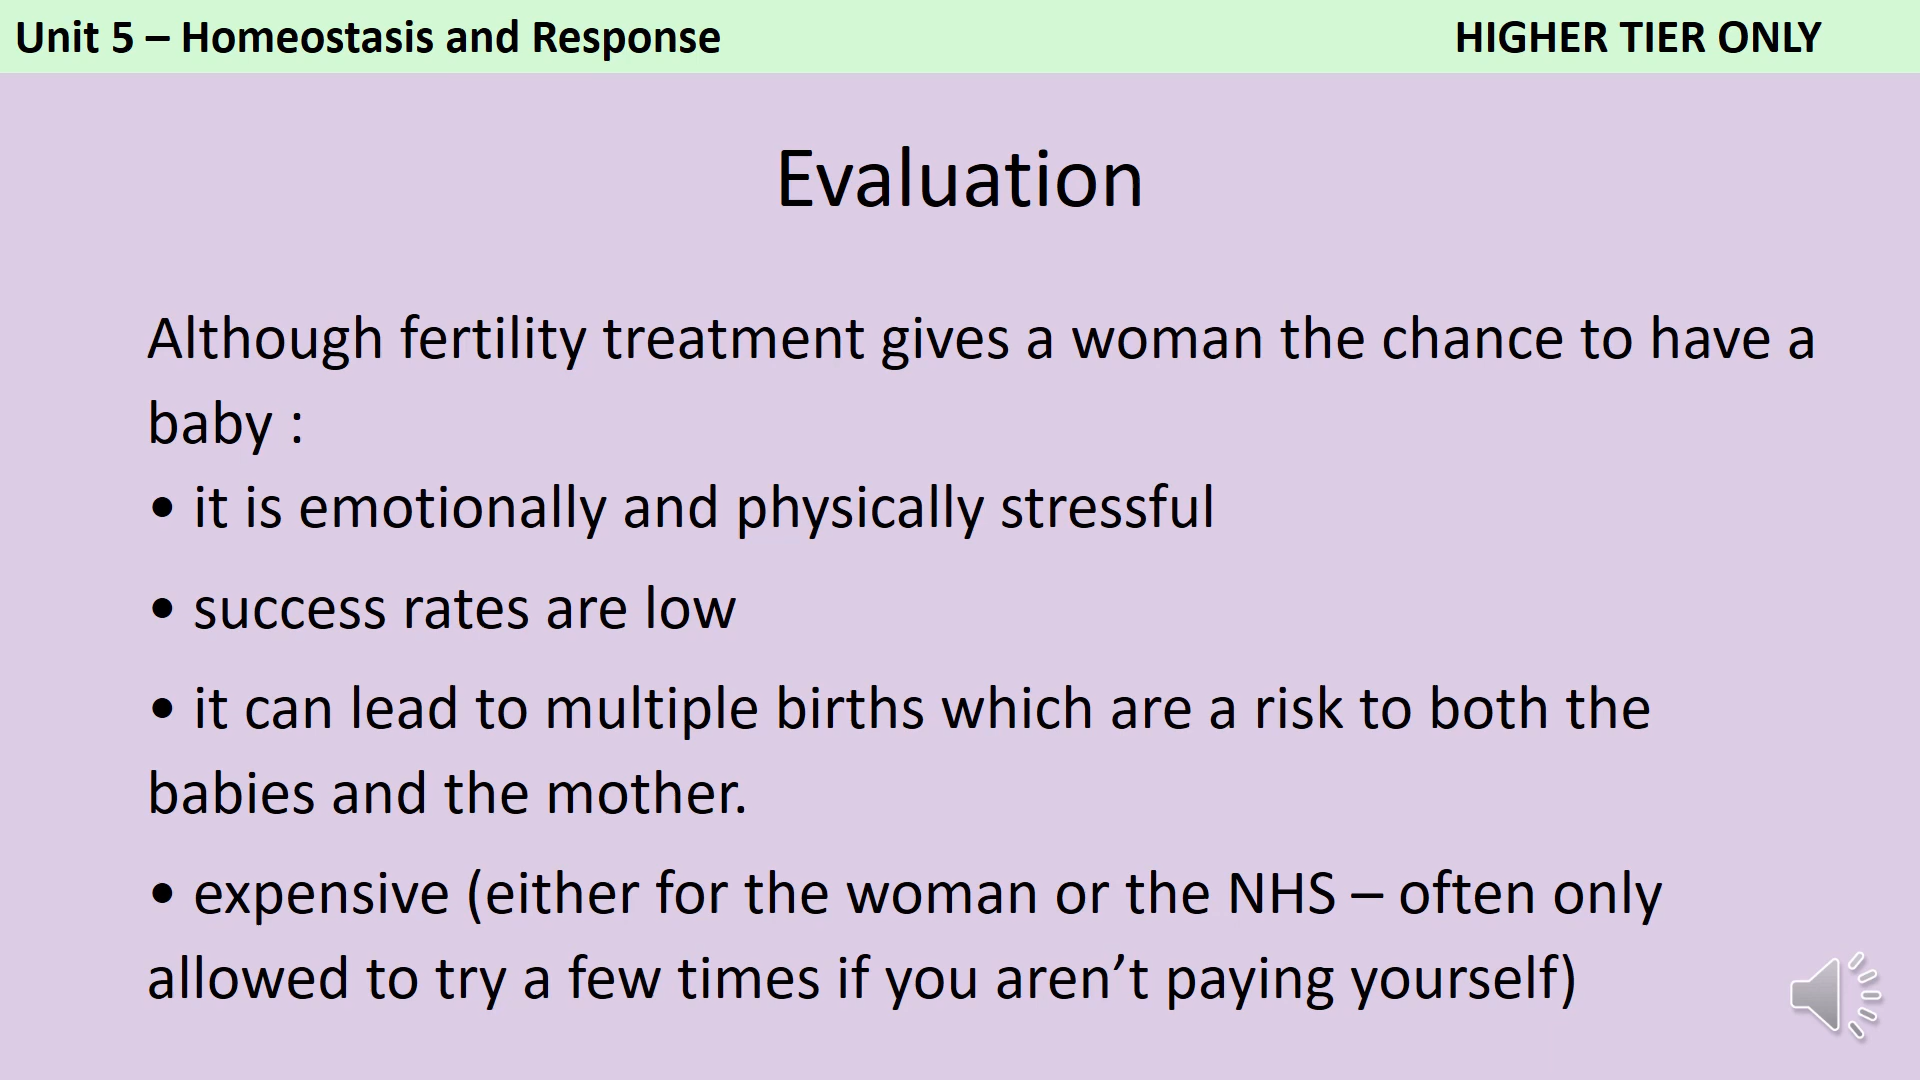 Unit 5 – Homeostasis and Response
HIGHER TIER ONLY
Evaluation
Although fertility treatment gives a woman the chance to have a
baby :
• it is emotionally and physically stressful
• success rates are low
• it can lead to multiple births which are a risk to both the
babies and the mother.
• expensive (either for the woman or the NHS – often only
allowed to try a few times if you aren’t paying yourself)